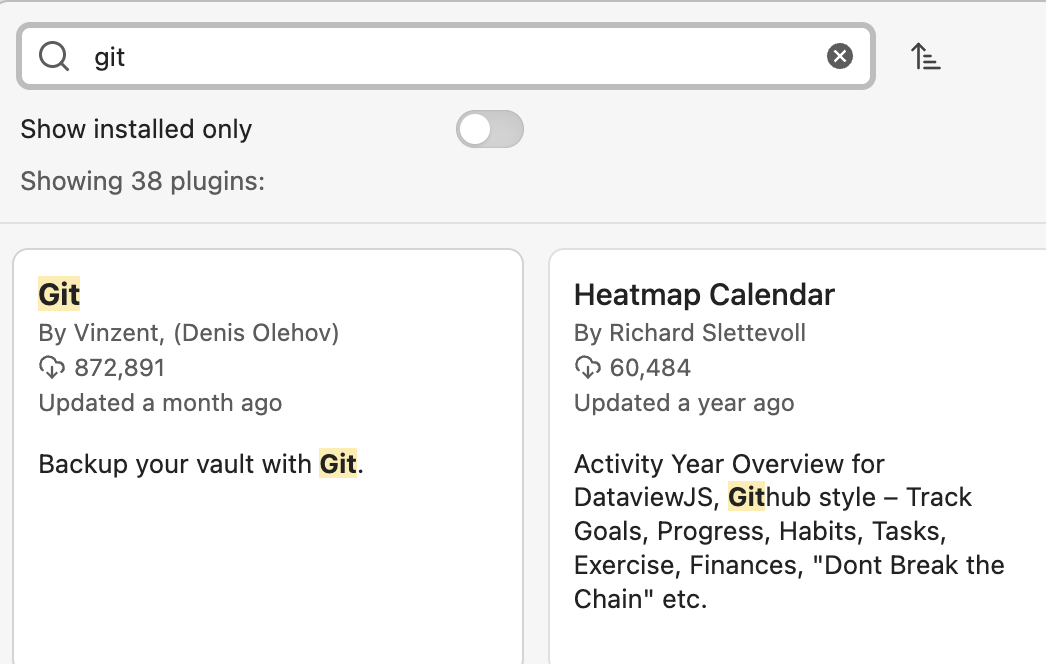 git
Show installed only
Showing 38 plugins:
Git
By Vinzent, (Denis Olehov)
872,891
Updated a month ago
Backup your vault with Git.
Heatmap Calendar
By Richard Slettevoll
60,484
Updated a year ago
Activity Year Overview for
DataviewJS, Github style – Track
Goals, Progress, Habits, Tasks,
Exercise, Finances, "Dont Break the
Chain" etc.